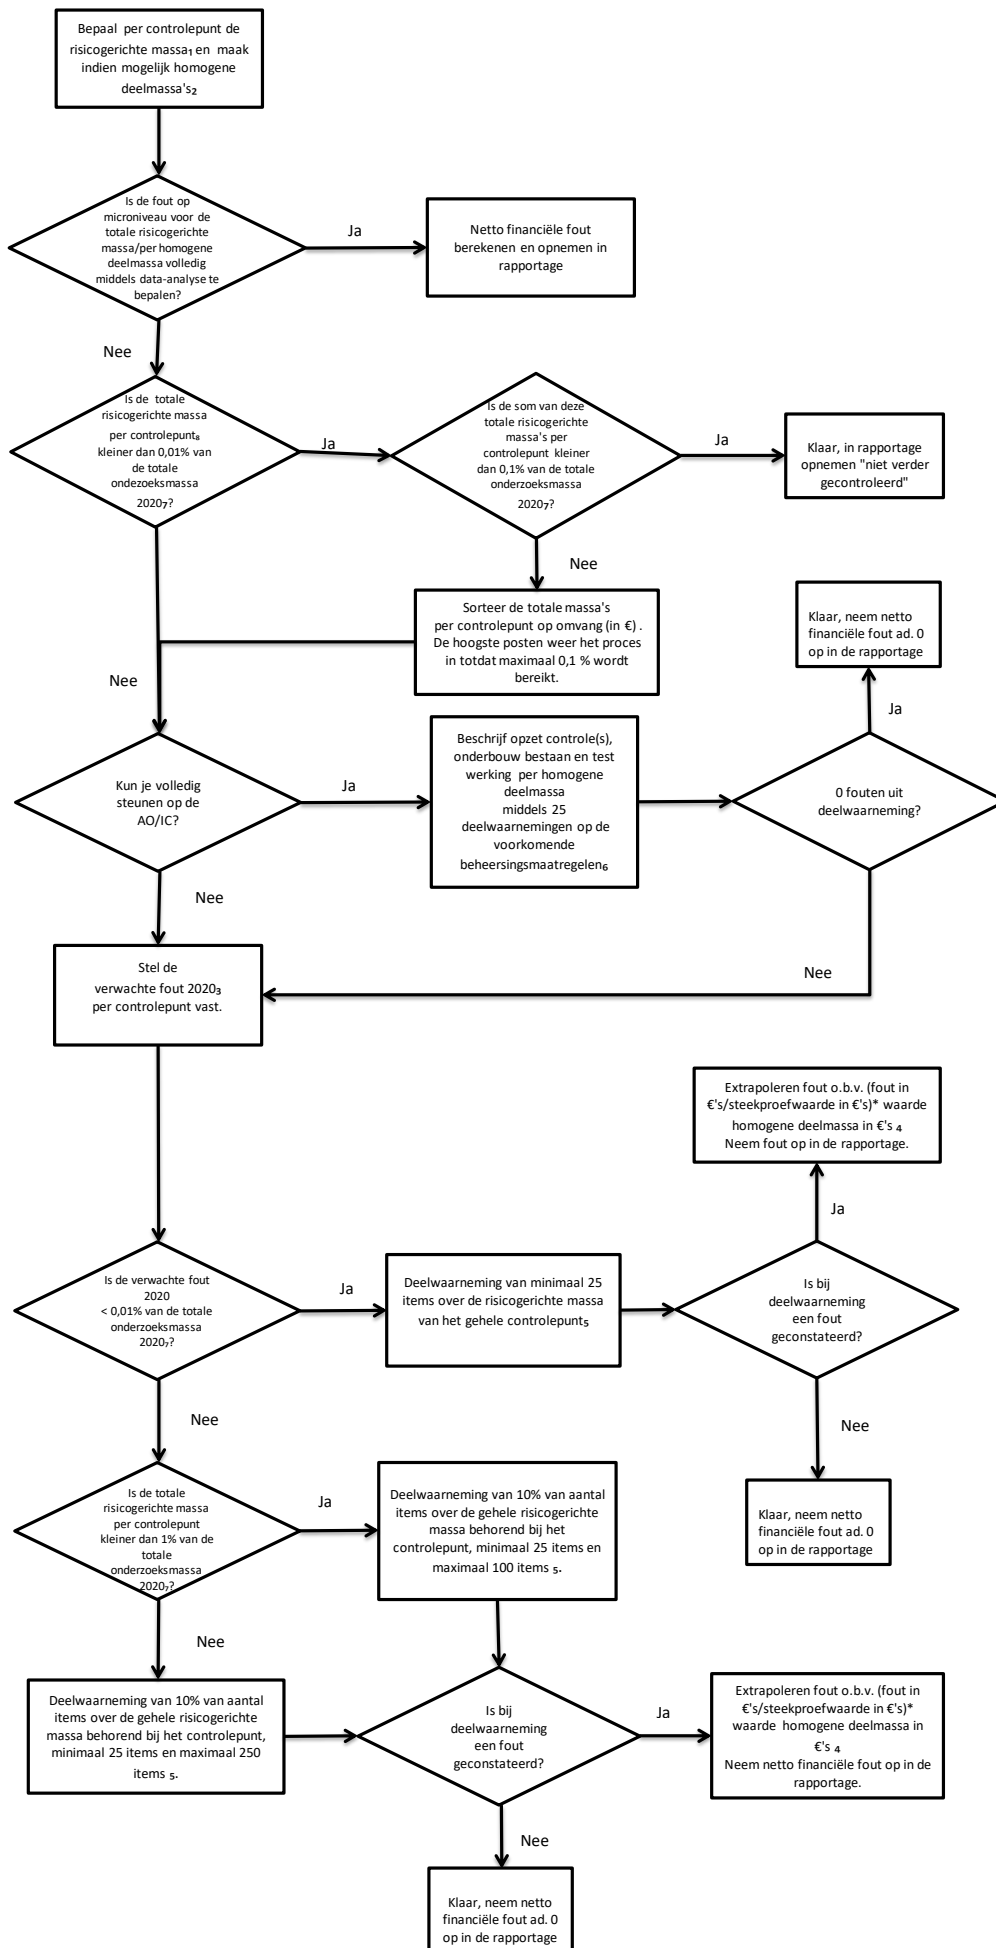 Bepaal per controlepunt de
risicogerichte massa₁ en maak
indien mogelijk homogene
deelmassa's₂
Is de fout op
microniveau voor de
totale risicogerichte
massa/per homogene
deelmassa volledig
middels data-analyse te
bepalen?
Ja
Netto financiële fout
berekenen en opnemen in
rapportage
Nee
Is de totale
risicogerichte massa
per controlepunt₈
kleiner dan 0,01% van
de totale
ondezoeksmassa
2020₇?
Ja
Is de som van deze
totale risicogerichte
massa's per
controlepunt kleiner
dan 0,1% van de totale
onderzoeksmassa
2020₇?
Ja
Klaar, in rapportage
opnemen "niet verder
gecontroleerd"
Nee
Sorteer de totale massa's
per controlepunt op omvang (in €) .
De hoogste posten weer het proces
in totdat maximaal 0,1 % wordt
bereikt.
Nee
Kun je volledig
steunen op de
AO/IC?
Ja
Beschrijf opzet controle(s),
onderbouw bestaan en test
werking per homogene
deelmassa
middels 25
deelwaarnemingen op de
voorkomende
beheersingsmaatregelen₆
0 fouten uit
deelwaarneming?
Ja
Klaar, neem netto
financiële fout ad. 0
op in de rapportage
Nee
Nee
Stel de
verwachte fout 2020₃
per controlepunt vast.
Is de verwachte fout
2020
< 0,01% van de totale
onderzoeksmassa
2020₇?
Ja
Deelwaarneming van minimaal 25
items over de risicogerichte massa
van het gehele controlepunt₅
Is bij
deelwaarneming
een fout
geconstateerd?
Ja
Extrapoleren fout o.b.v. (fout in
€'s/steekproefwaarde in €'s)* waarde
homogene deelmassa in €'s ₄
Neem fout op in de rapportage.
Nee
Klaar, neem netto
financiële fout ad. 0
op in de rapportage
Nee
Is de totale
risicogerichte massa
per controlepunt
kleiner dan 1% van de
totale
onderzoeksmassa
2020₇?
Ja
Deelwaarneming van 10% van aantal
items over de gehele risicogerichte
massa behorend bij het
controlepunt, minimaal 25 items en
maximaal 100 items ₅.
Nee
Deelwaarneming van 10% van aantal
items over de gehele risicogerichte
massa behorend bij het controlepunt,
minimaal 25 items en maximaal 250
items ₅.
Is bij
deelwaarneming
een fout
geconstateerd?
Ja
Extrapoleren fout o.b.v. (fout in
€'s/steekproefwaarde in €'s)*
waarde homogene deelmassa in
€'s ₄
Neem netto financiële fout op in de
rapportage.
Nee
Klaar, neem netto
financiële fout ad. 0
op in de rapportage